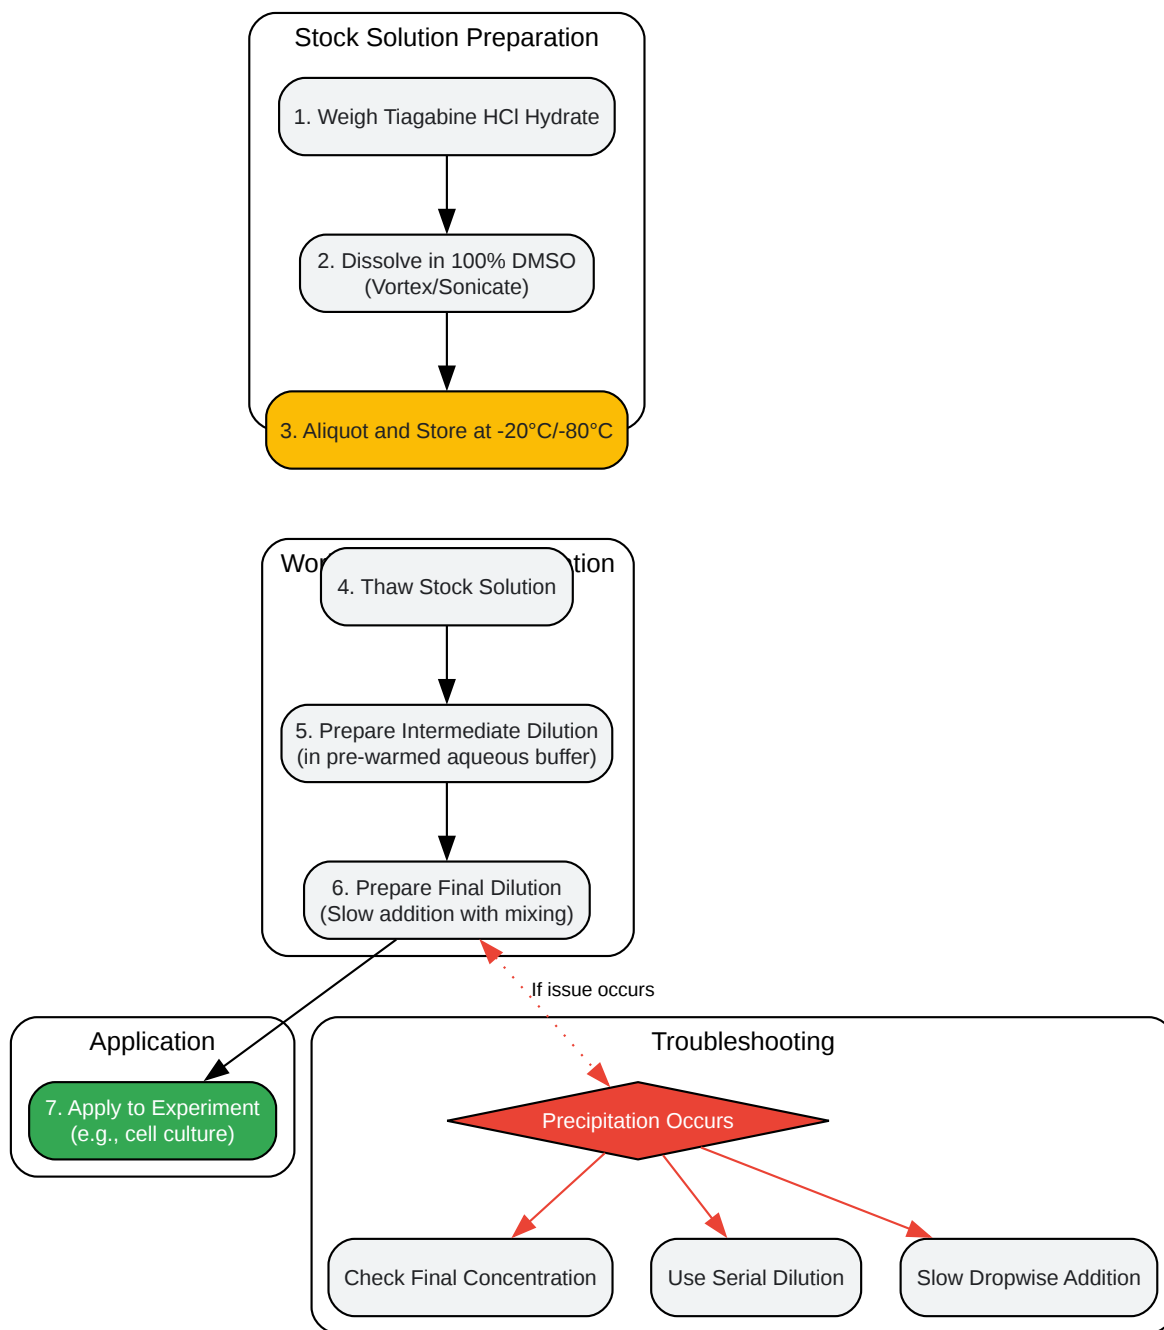 Stock Solution Preparation
1. Weigh Tiagabine HCl Hydrate
2. Dissolve in 100% DMSO
(Vortex/Sonicate)
3. Aliquot and Store at -20°C/-80°C
4. Thaw Stock Solution
5. Prepare Intermediate Dilution
(in pre-warmed aqueous buffer)
6. Prepare Final Dilution
(Slow addition with mixing)
If issue occurs
Application
7. Apply to Experiment
(e.g., cell culture)
Troubleshooting
Precipitation Occurs
Check Final Concentration
Use Serial Dilution
Slow Dropwise Addition